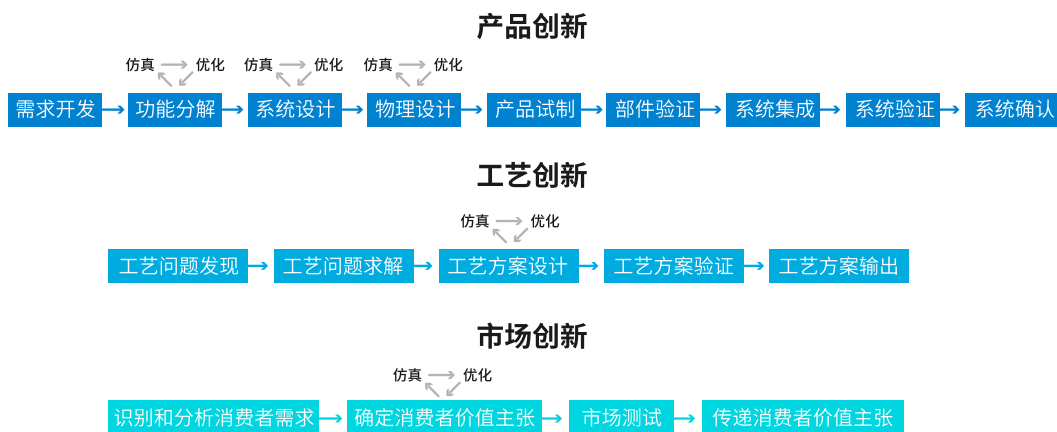 产品创新
仿真 优化 仿真 优化 仿真 优化
需求开发 功能分解 系统设计 物理设计 产品试制 部件验证 系统集成 系统验证 系统确认
工艺创新
仿真 优化
工艺问题发现 工艺问题求解 工艺方案设计 工艺方案验证 工艺方案输出
市场创新
仿真 优化
识别和分析消费者需求 确定消费者价值主张 市场测试 传递消费者价值主张